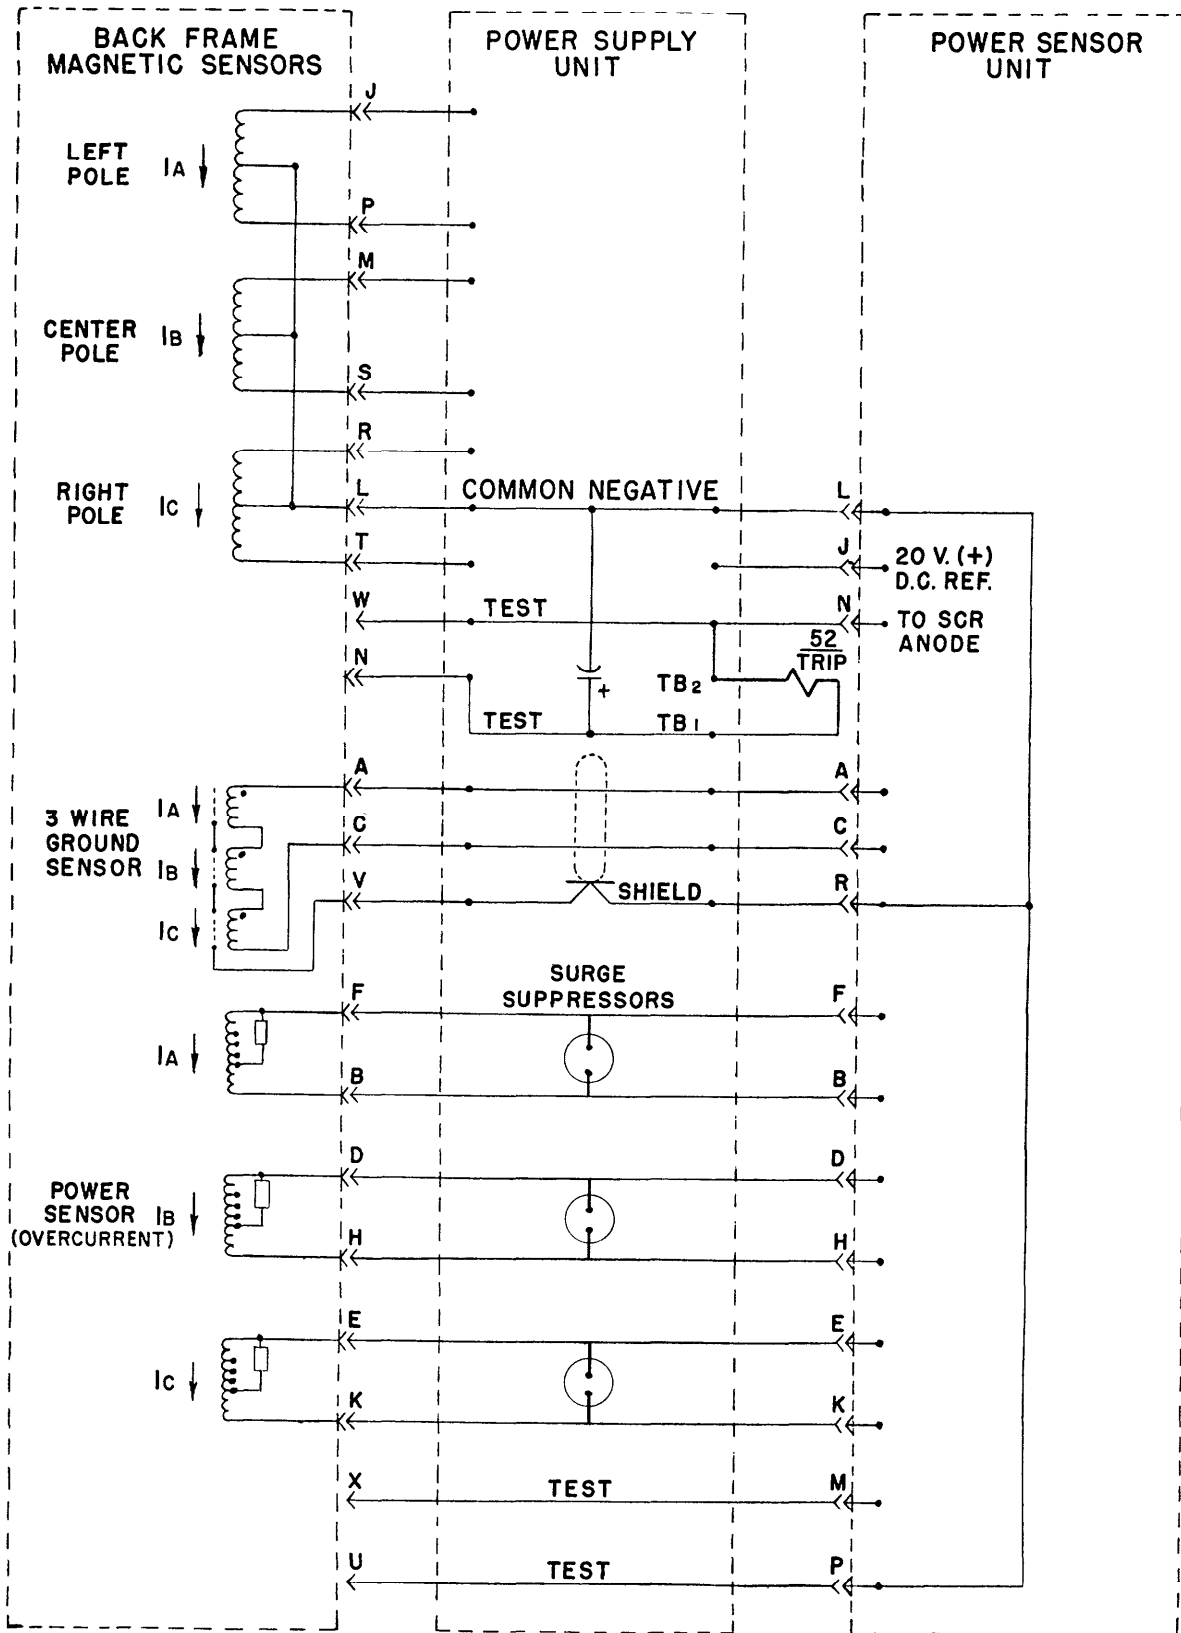 BACK FRAME
MAGNETIC SENSORS
POWER SUPPLY
UNIT
POWER SENSOR
UNIT
J
LEFT
POLE
IA
P
M
CENTER
POLE
IB
S
R
RIGHT
POLE
IC
L
COMMON NEGATIVE
L
T
J
20 V. (+)
D.C. REF.
W
TEST
N
TO SCR
ANODE
52
TRIP
N
TB2
+
TEST
TB1
A
A
IA
3 WIRE
GROUND
SENSOR
C
C
IB
V
SHIELD
R
IC
SURGE
SUPPRESSORS
F
F
IA
B
B
D
D
POWER
SENSOR
(OVERCURRENT)
IB
H
H
E
E
IC
K
K
X
TEST
M
U
TEST
P